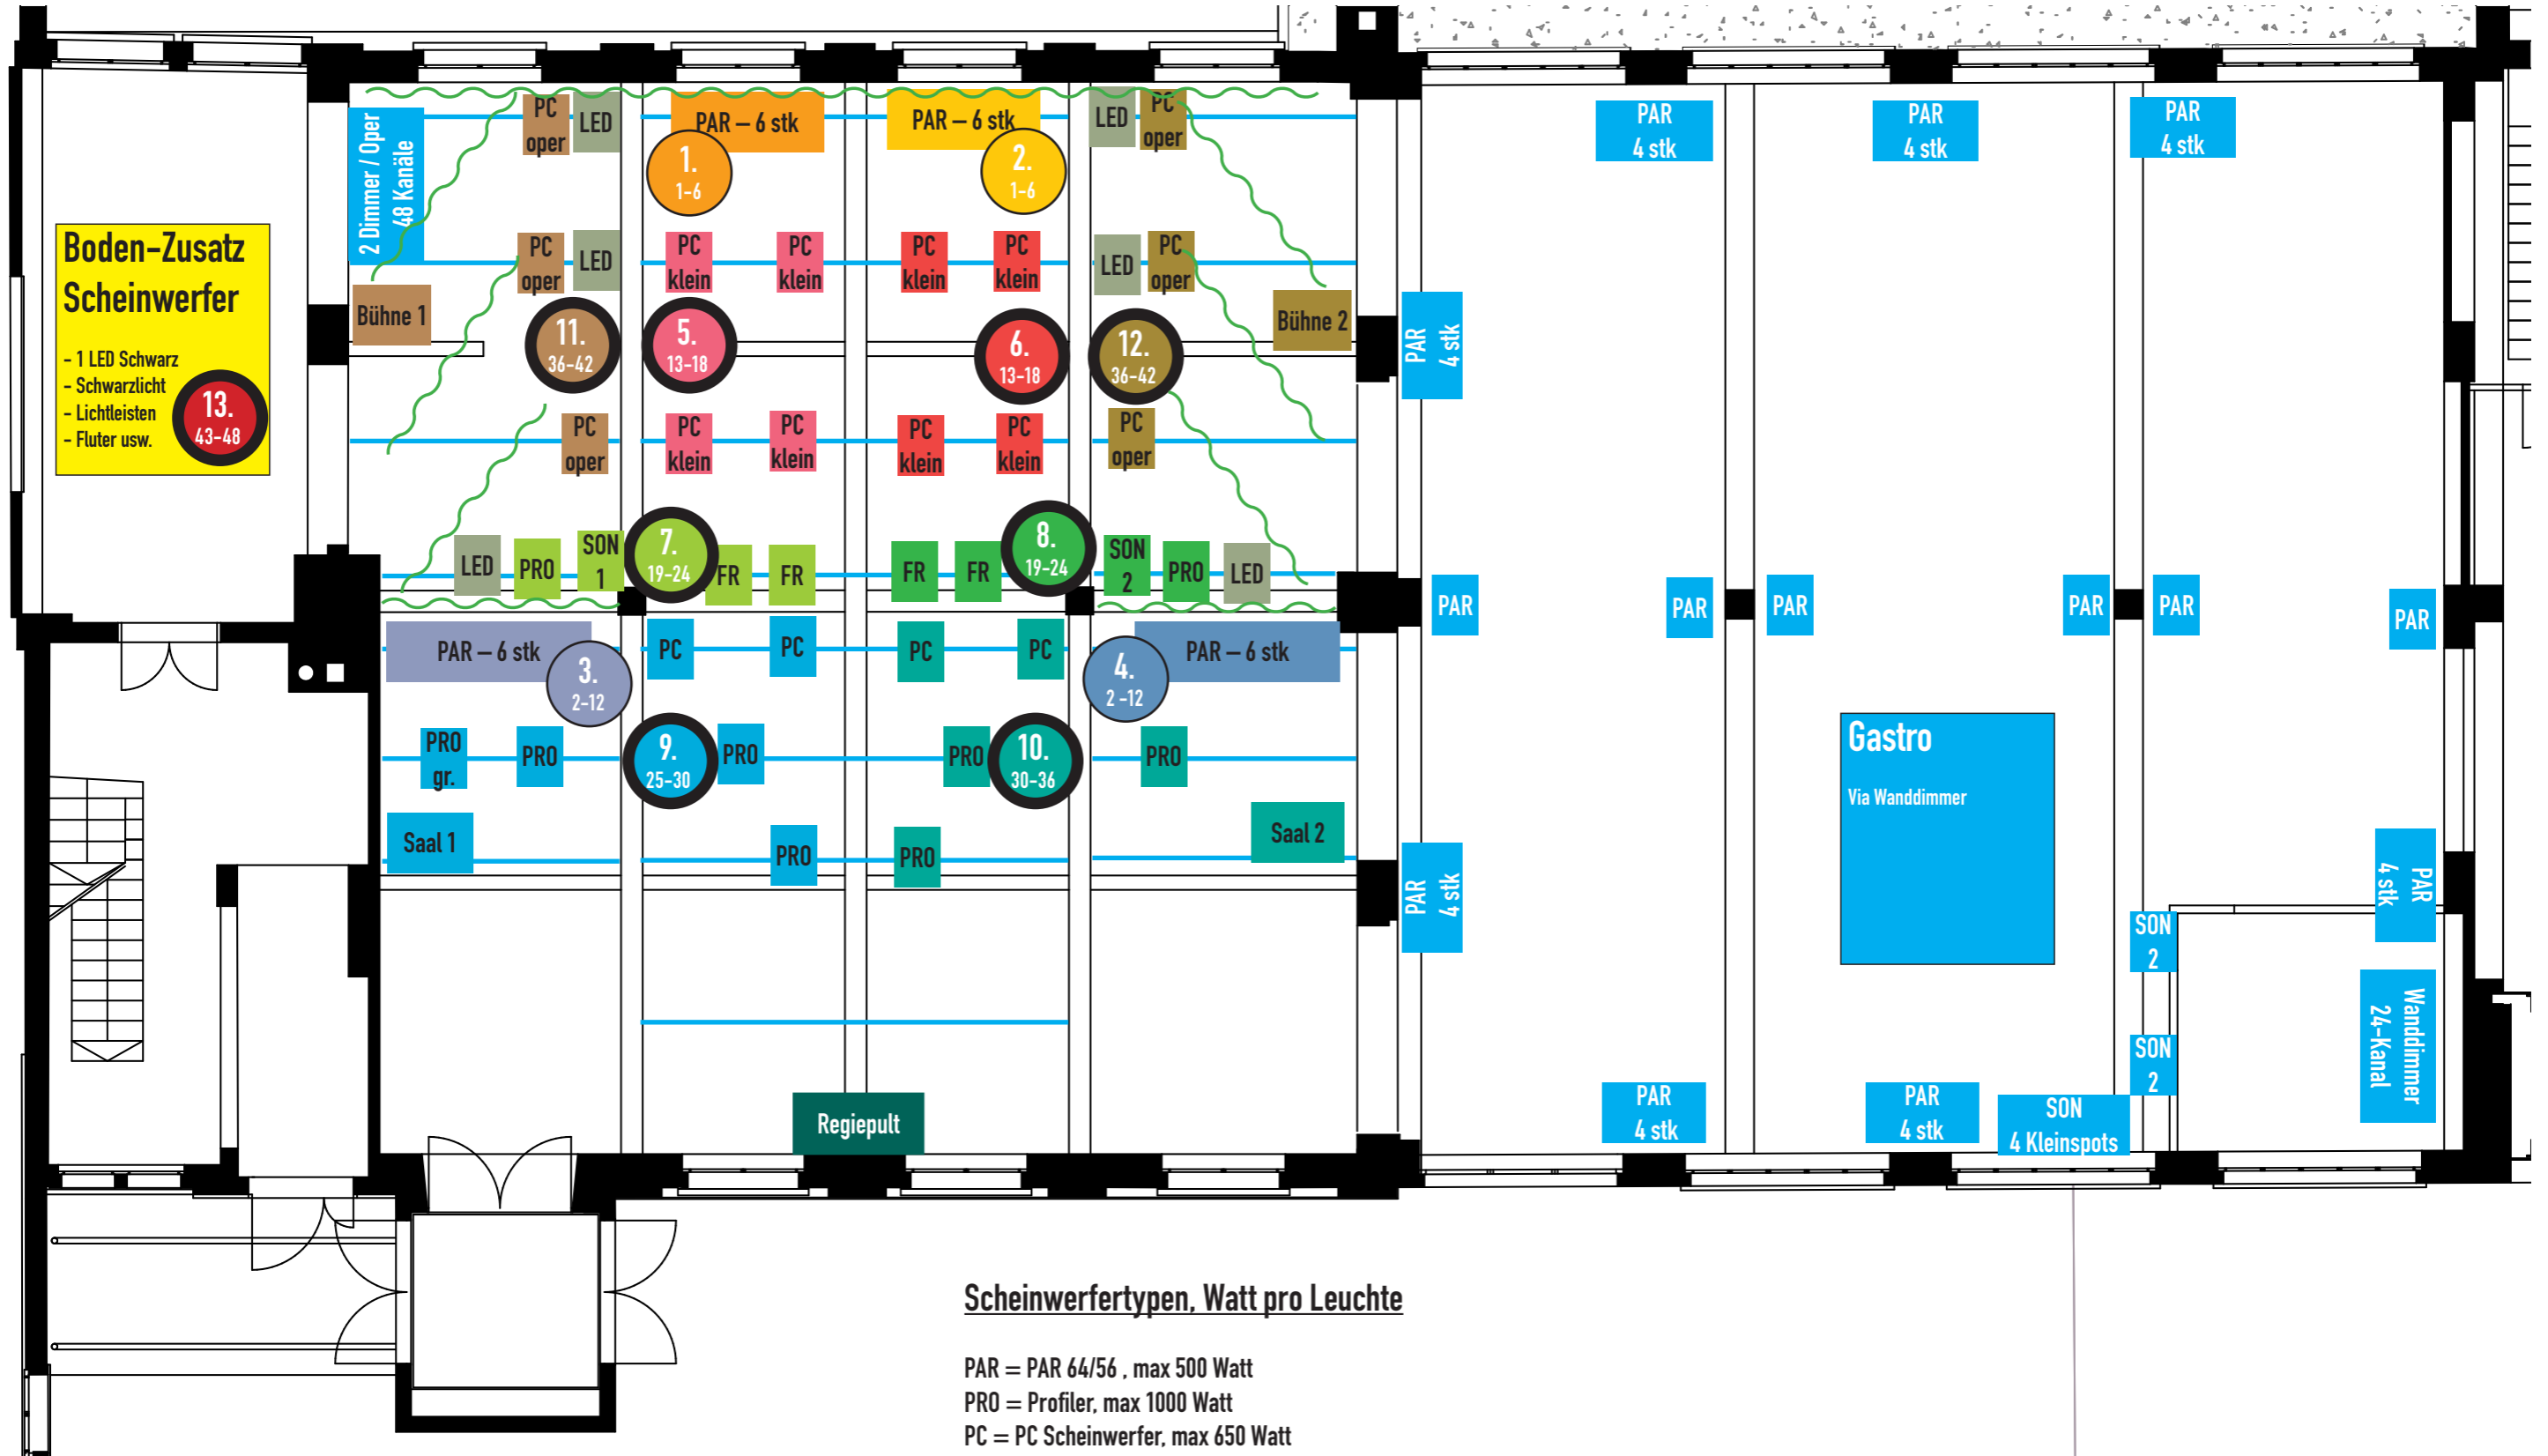 2 Dimmer / Oper
48 Kanäle
PC
oper
LED
PAR – 6 stk
1.
1-6
PAR – 6 stk
2.
1-6
LED
PC
oper
PAR
4 stk
PAR
4 stk
PAR
4 stk
Boden-Zusatz
Scheinwerfer
- 1 LED Schwarz
- Schwarzlicht
- Lichtleisten
- Fluter usw.
13.
43-48
PC
oper
LED
PC
klein
PC
klein
PC
klein
PC
klein
LED
PC
oper
Bühne 1
11.
36-42
5.
13-18
6.
13-18
12.
36-42
Bühne 2
PAR
4 stk
PC
oper
PC
klein
PC
klein
PC
klein
PC
klein
PC
oper
LED
PRO
SON
1
7.
19-24
FR
FR
FR
FR
8.
19-24
SON
2
PRO
LED
PAR
PAR
PAR
PAR
PAR
PAR
PAR – 6 stk
3.
2-12
PC
PC
PC
PC
4.
2 -12
PAR – 6 stk
PRO
gr.
PRO
9.
25-30
PRO
PRO
10.
30-36
PRO
Gastro
Via Wanddimmer
Saal 1
PRO
PRO
Saal 2
PAR
4 stk
PAR
4 stk
SON
2
Wanddimmer
24-Kanal
SON
2
Regiepult
PAR
4 stk
PAR
4 stk
SON
4 Kleinspots
Scheinwerfertypen, Watt pro Leuchte
PAR = PAR 64/56 , max 500 Watt
PRO = Profiler, max 1000 Watt
PC = PC Scheinwerfer, max 650 Watt